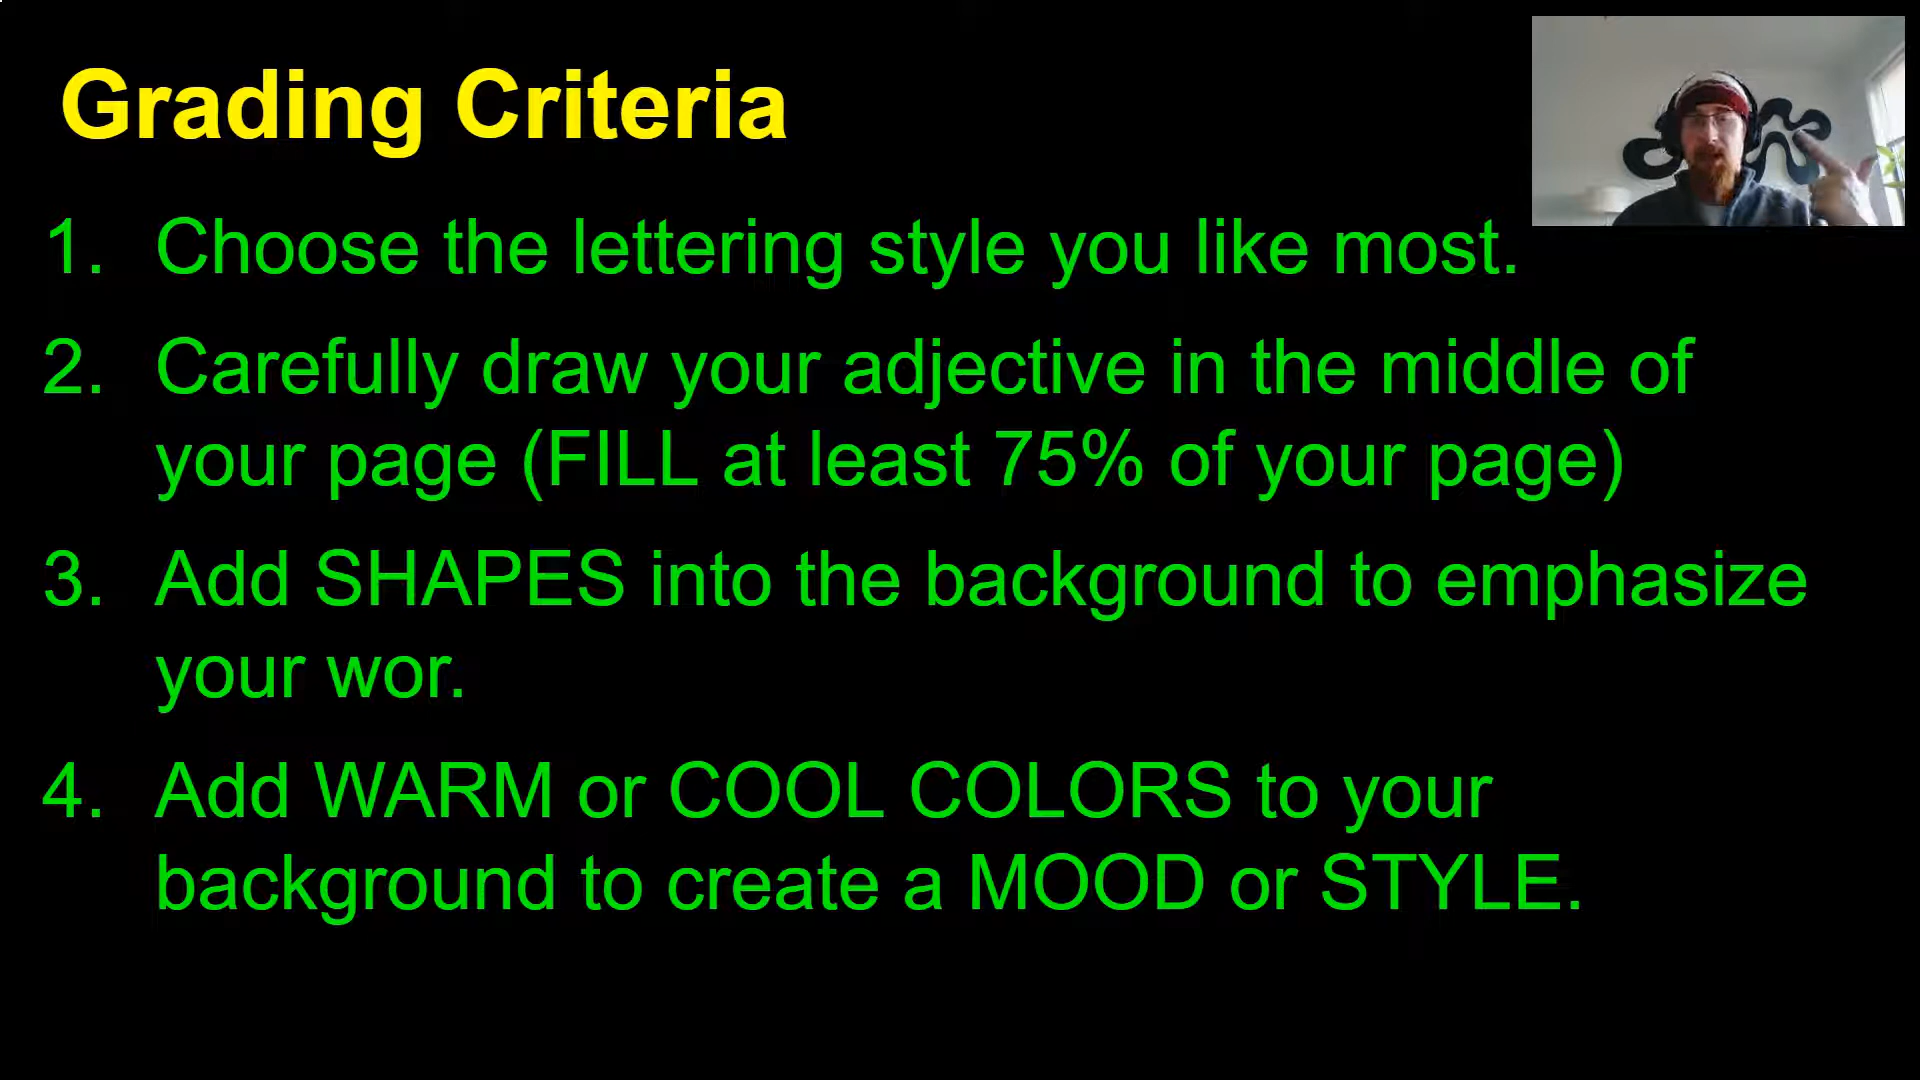 Grading Criteria
1. Choose the lettering style you like most.
2. Carefully draw your adjective in the middle of
your page (FILL at least 75% of your page)
3. Add SHAPES into the background to emphasize
your wor.
4. Add WARM or COOL COLORS to your
background to create a MOOD or STYLE.